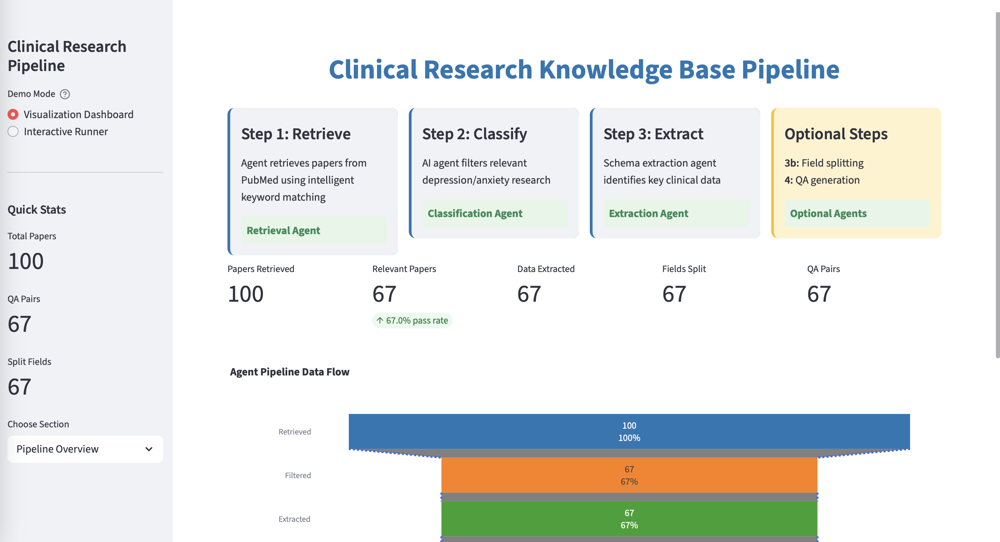 Clinical Research
Pipeline
Demo Mode ?
Visualization Dashboard
Interactive Runner
Quick Stats
Total Papers
100
QA Pairs
67
Split Fields
67
Choose Section
Pipeline Overview
Clinical Research Knowledge Base Pipeline
Step 1: Retrieve
Agent retrieves papers from
PubMed using intelligent
keyword matching
Retrieval Agent
Step 2: Classify
AI agent filters relevant
depression/anxiety research
Classification Agent
Step 3: Extract
Schema extraction agent
identifies key clinical data
Extraction Agent
Optional Steps
3b: Field splitting
4: QA generation
Optional Agents
Papers Retrieved
100
Relevant Papers
67
↑ 67.0% pass rate
Data Extracted
67
Fields Split
67
QA Pairs
67
Agent Pipeline Data Flow
Retrieved
100
100%
Filtered
67
67%
Extracted
67
67%